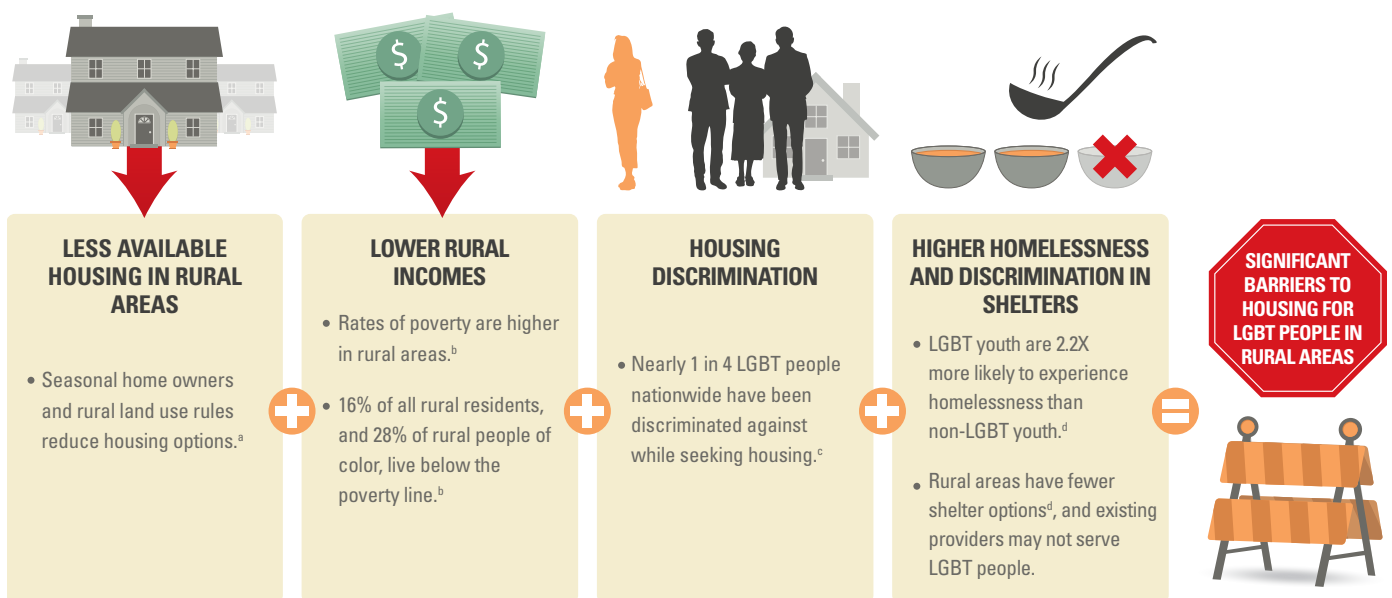 $
$
$
LESS AVAILABLE
HOUSING IN RURAL
AREAS
• Seasonal home owners
and rural land use rules
reduce housing options.ᵃ
LOWER RURAL
INCOMES
• Rates of poverty are higher
in rural areas.ᵇ
• 16% of all rural residents,
and 28% of rural people of
color, live below the
poverty line.ᵇ
HOUSING
DISCRIMINATION
• Nearly 1 in 4 LGBT people
nationwide have been
discriminated against
while seeking housing.ᶜ
HIGHER HOMELESSNESS
AND DISCRIMINATION IN
SHELTERS
• LGBT youth are 2.2X
more likely to experience
homelessness than
non-LGBT youth.ᵈ
• Rural areas have fewer
shelter optionsᵈ, and existing
providers may not serve
LGBT people.
SIGNIFICANT
BARRIERS TO
HOUSING FOR
LGBT PEOPLE IN
RURAL AREAS